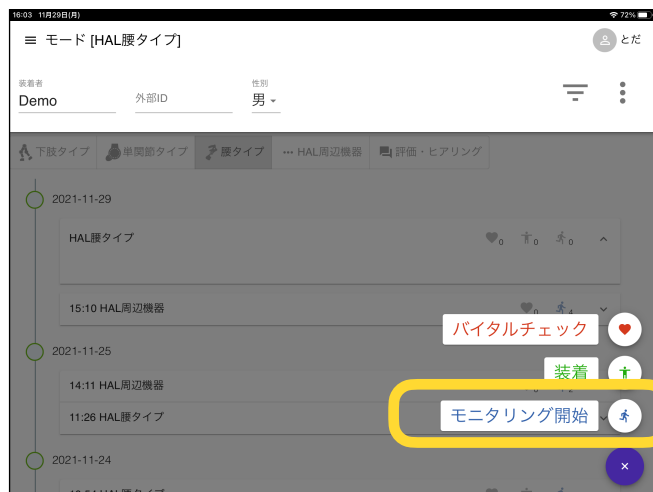 16:03 11月29日(月)
72%
モード [HAL腰タイプ]
とだ
装着者
Demo
外部ID
性別
男
下肢タイプ
単関節タイプ
腰タイプ
HAL周辺機器
評価・ヒアリング
2021-11-29
HAL腰タイプ
0
0
0
15:10 HAL周辺機器
0
4
バイタルチェック
2021-11-25
装着
14:11 HAL周辺機器
11:26 HAL腰タイプ
モニタリング開始
2021-11-24